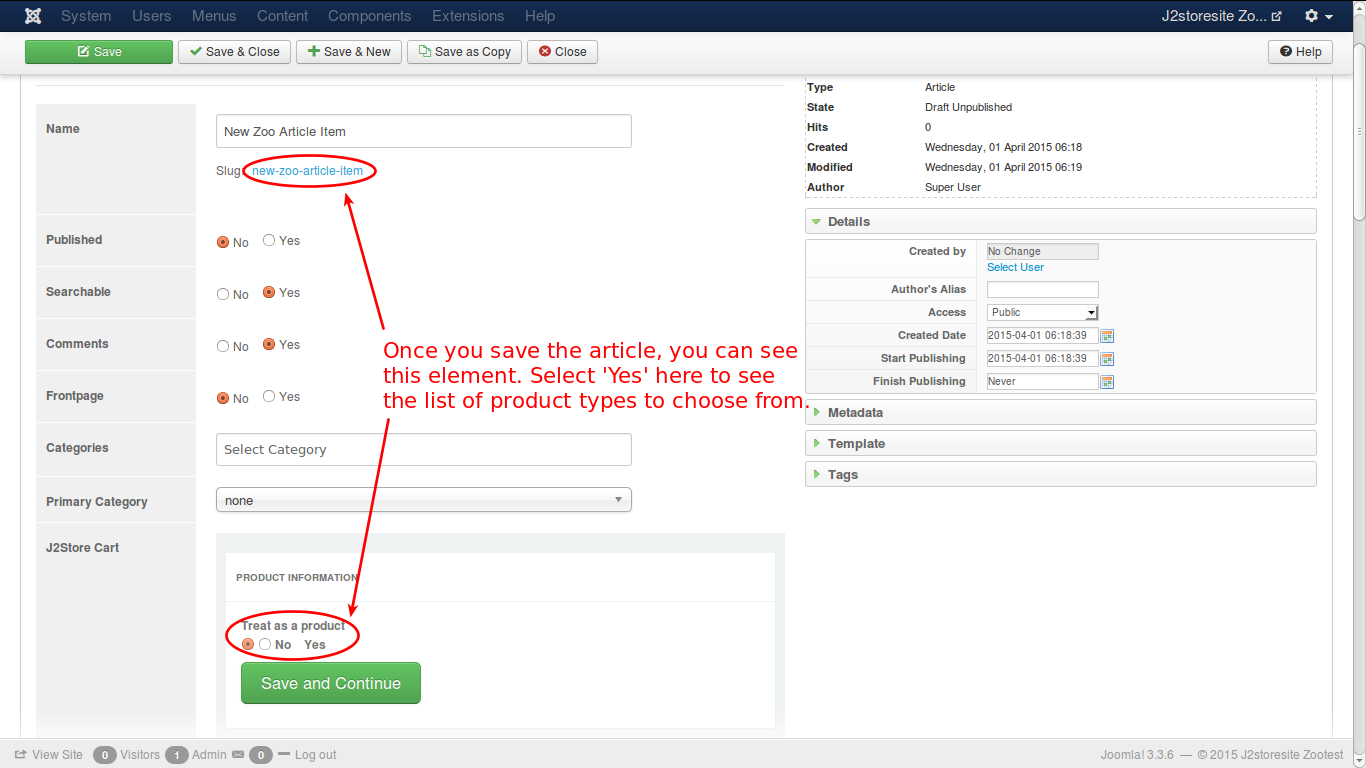 System Users Menus Content Components Extensions Help J2storesite Zo...
Save Save & Close Save & New Save as Copy Close Help
Name
New Zoo Article Item
Slug: new-zoo-article-item
Published
No Yes
Searchable
No Yes
Comments
No Yes
Frontpage
No Yes
Categories
Select Category
Primary Category
none
J2Store Cart
PRODUCT INFORMATION
Treat as a product
No Yes
Save and Continue
Once you save the article, you can see
this element. Select 'Yes' here to see
the list of product types to choose from.
Type Article
State Draft Unpublished
Hits 0
Created Wednesday, 01 April 2015 06:18
Modified Wednesday, 01 April 2015 06:19
Author Super User
Details
Created by No Change
Select User
Author's Alias
Access Public
Created Date 2015-04-01 06:18:39
Start Publishing 2015-04-01 06:18:39
Finish Publishing Never
Metadata
Template
Tags
View Site 0 Visitors 1 Admin 0 Log out Joomla! 3.3.6 — © 2015 J2storesite Zootest